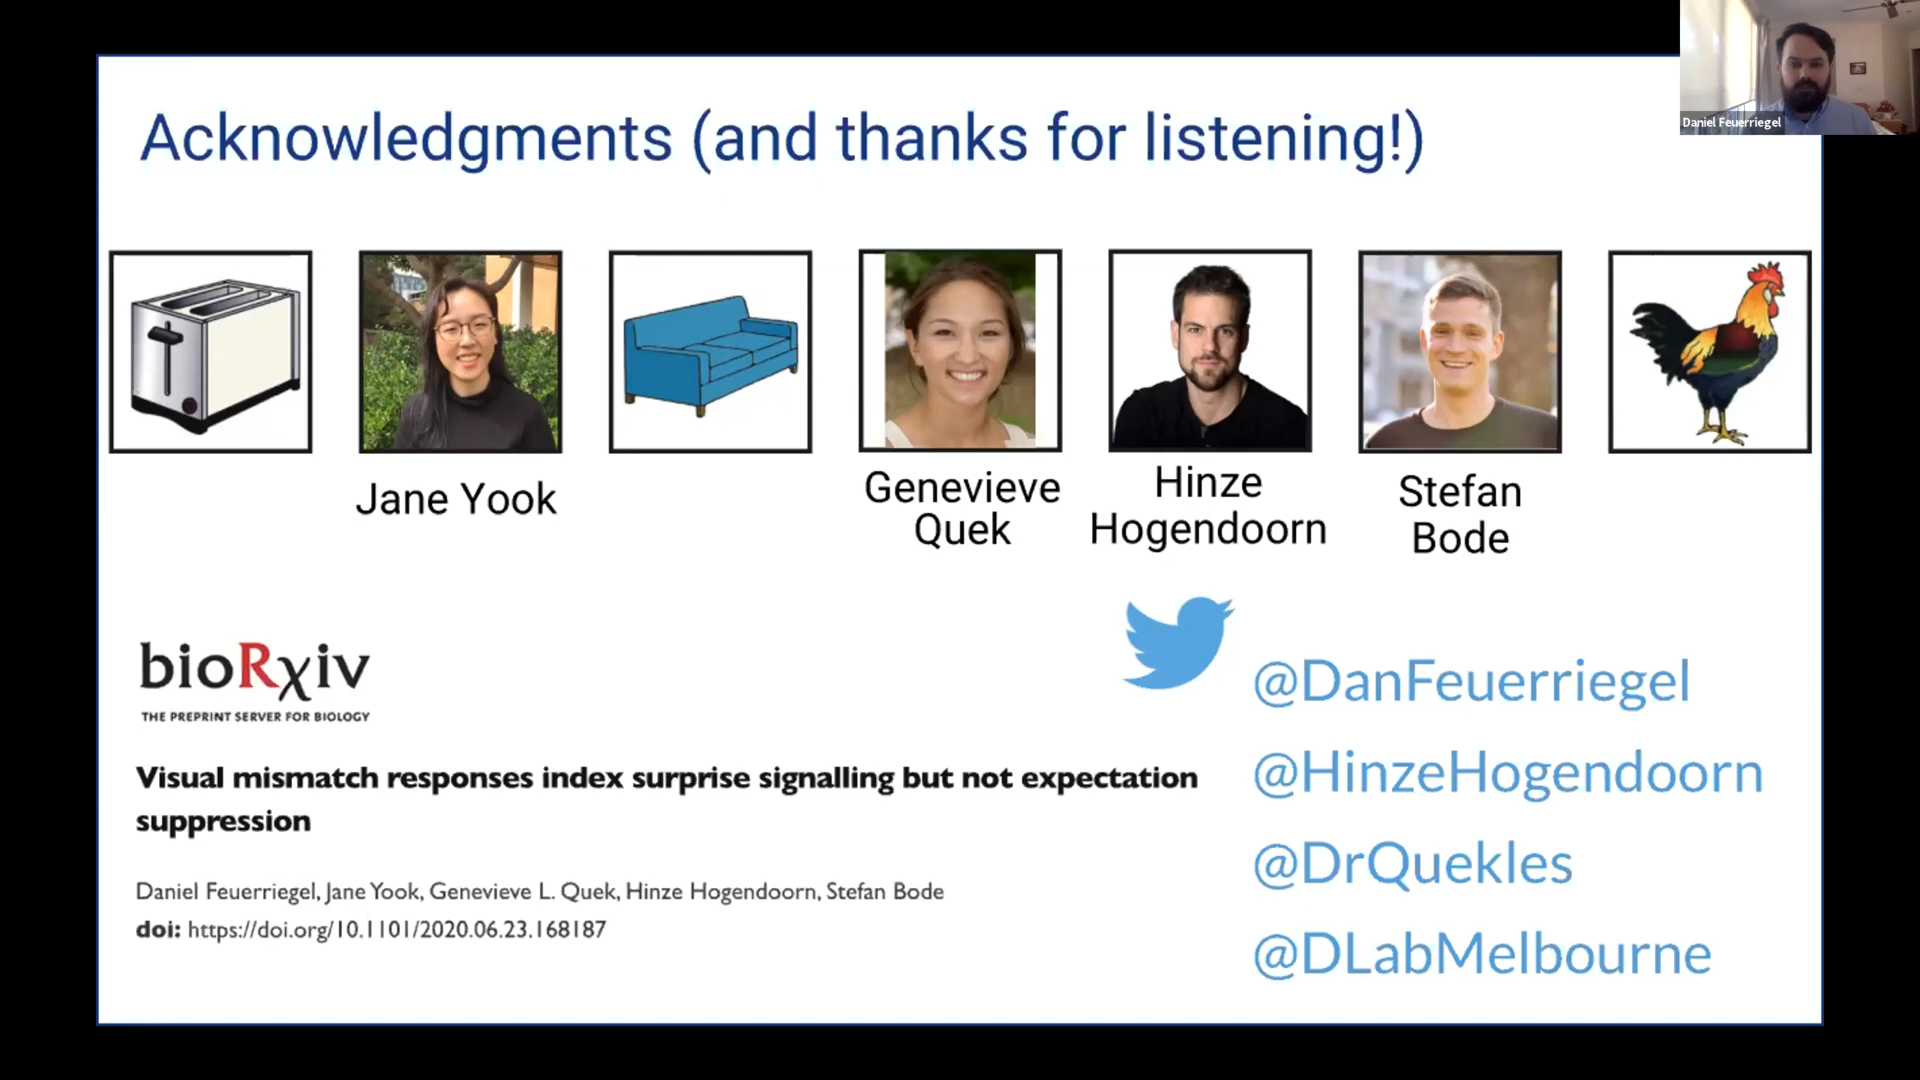 Daniel Feuerriegel
Acknowledgments (and thanks for listening!)
Jane Yook
Genevieve
Quek
Hinze
Hogendoorn
Stefan
Bode
bioRχiv
THE PREPRINT SERVER FOR BIOLOGY
Visual mismatch responses index surprise signalling but not expectation
suppression
Daniel Feuerriegel, Jane Yook, Genevieve L. Quek, Hinze Hogendoorn, Stefan Bode
doi: https://doi.org/10.1101/2020.06.23.168187
@DanFeuerriegel
@HinzeHogendoorn
@DrQuekles
@DLabMelbourne